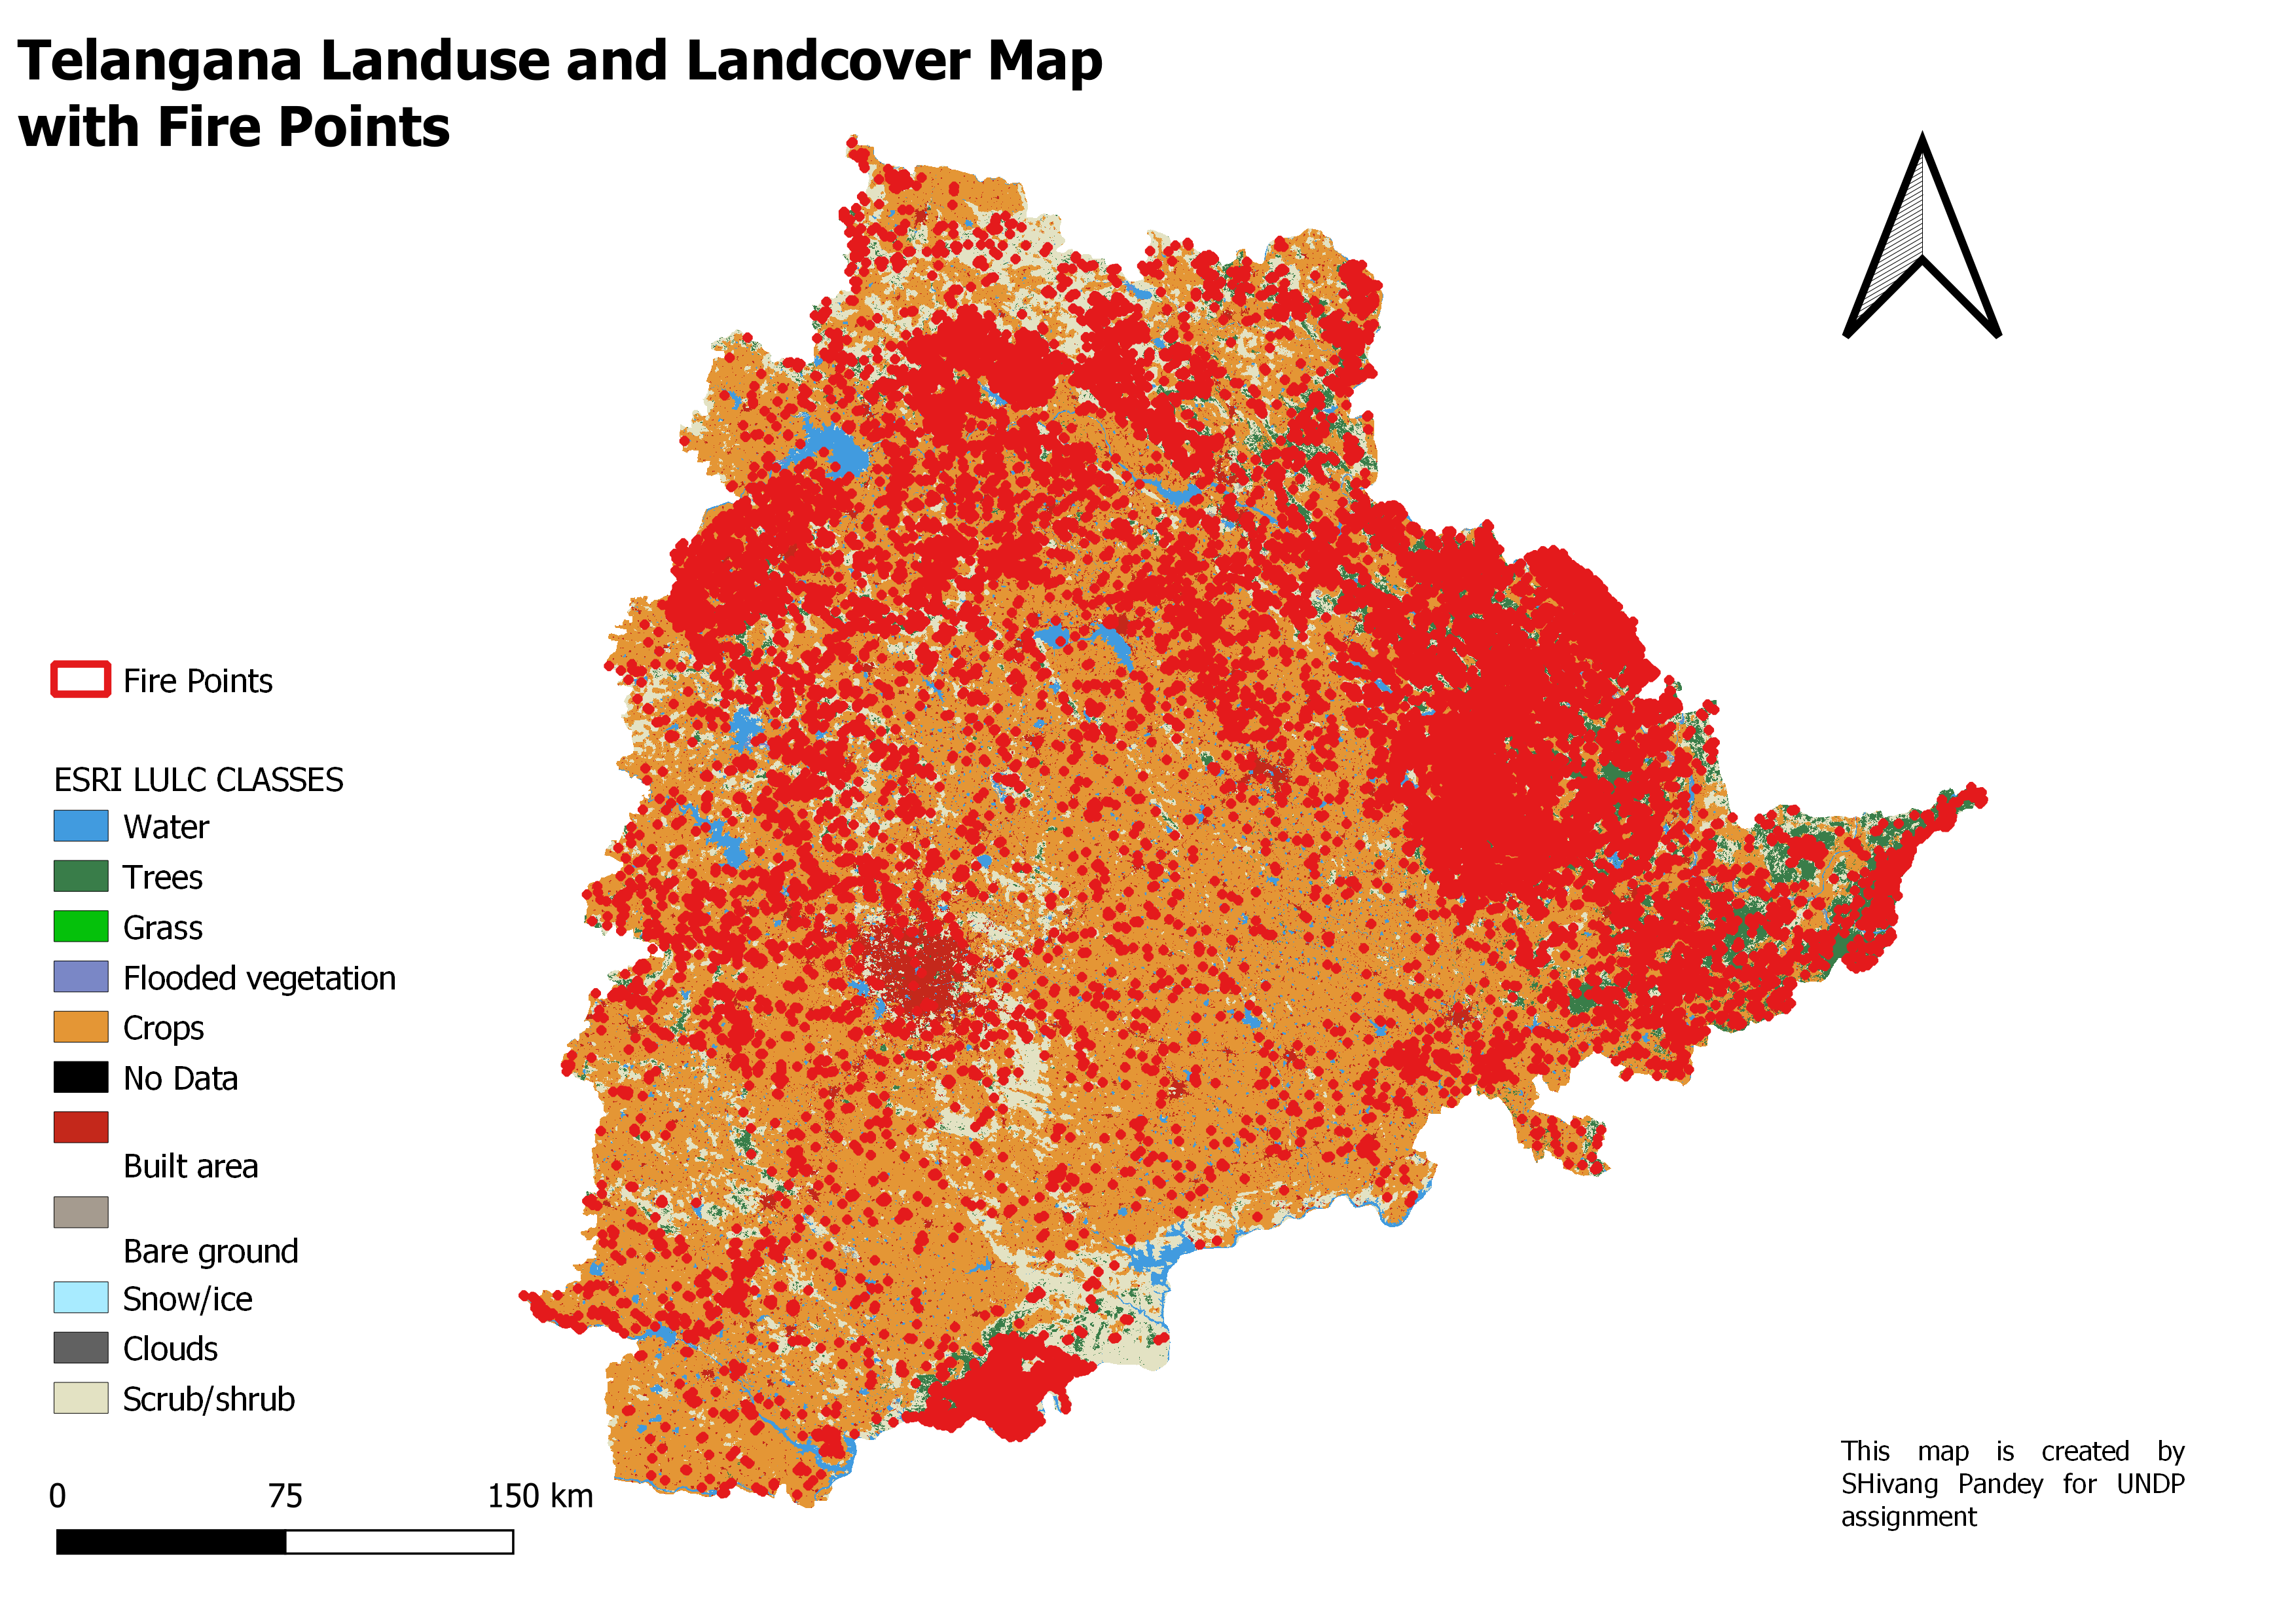 Telangana Landuse and Landcover Map
with Fire Points
Fire Points
ESRI LULC CLASSES
Water
Trees
Grass
Flooded vegetation
Crops
No Data
Built area
Bare ground
Snow/ice
Clouds
Scrub/shrub
0 75 150 km
This map is created by
SHivang Pandey for UNDP
assignment